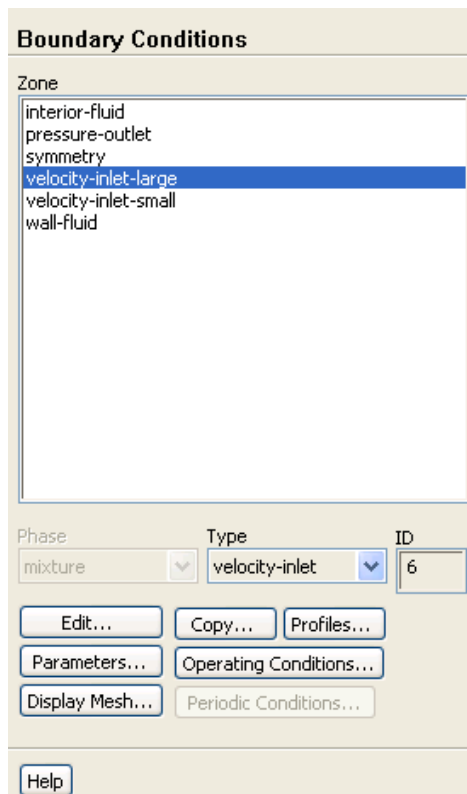 Boundary Conditions
Zone
interior-fluid
pressure-outlet
symmetry
velocity-inlet-large
velocity-inlet-small
wall-fluid
Phase Type ID
mixture velocity-inlet 6
Edit... Copy... Profiles...
Parameters... Operating Conditions...
Display Mesh... Periodic Conditions...
Help